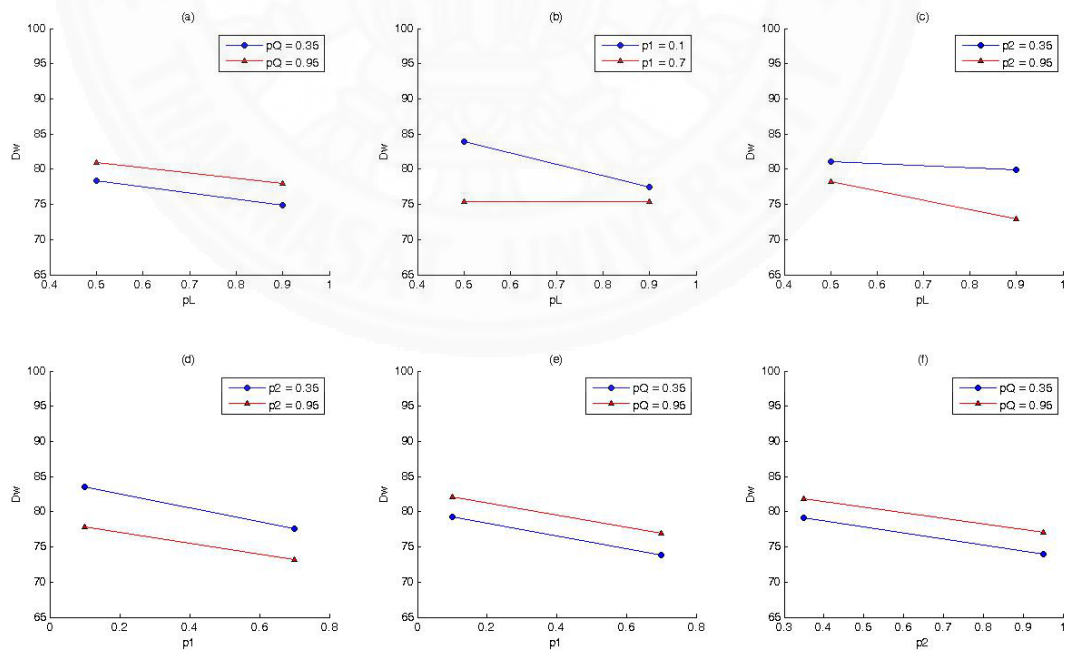 (a)
100
95
90
85
80
75
70
65
Dw
0.4 0.5 0.6 0.7 0.8 0.9 1
pL
pQ = 0.35
pQ = 0.95
(b)
100
95
90
85
80
75
70
65
Dw
0.4 0.5 0.6 0.7 0.8 0.9 1
pL
p1 = 0.1
p1 = 0.7
(c)
100
95
90
85
80
75
70
65
Dw
0.4 0.5 0.6 0.7 0.8 0.9 1
pL
p2 = 0.35
p2 = 0.95
(d)
100
95
90
85
80
75
70
65
Dw
0 0.2 0.4 0.6 0.8
p1
p2 = 0.35
p2 = 0.95
(e)
100
95
90
85
80
75
70
65
Dw
0 0.2 0.4 0.6 0.8
p1
pQ = 0.35
pQ = 0.95
(f)
100
95
90
85
80
75
70
65
Dw
0.3 0.4 0.5 0.6 0.7 0.8 0.9 1
p2
pQ = 0.35
pQ = 0.95
THAMMASAT UNIVERSITY